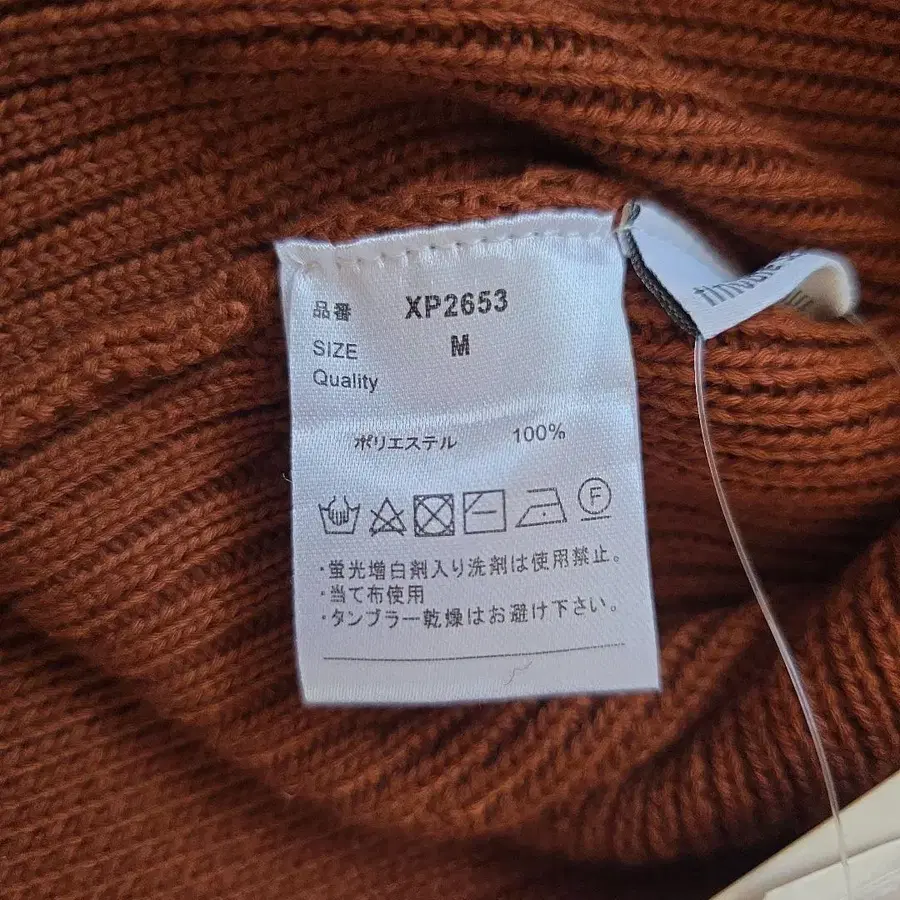 品番 XP2653
SIZE M
Quality
ポリエステル 100%
F
・蛍光増白剤入り洗剤は使用禁止。
・当て布使用
・タンブラー乾燥はお避け下さい。